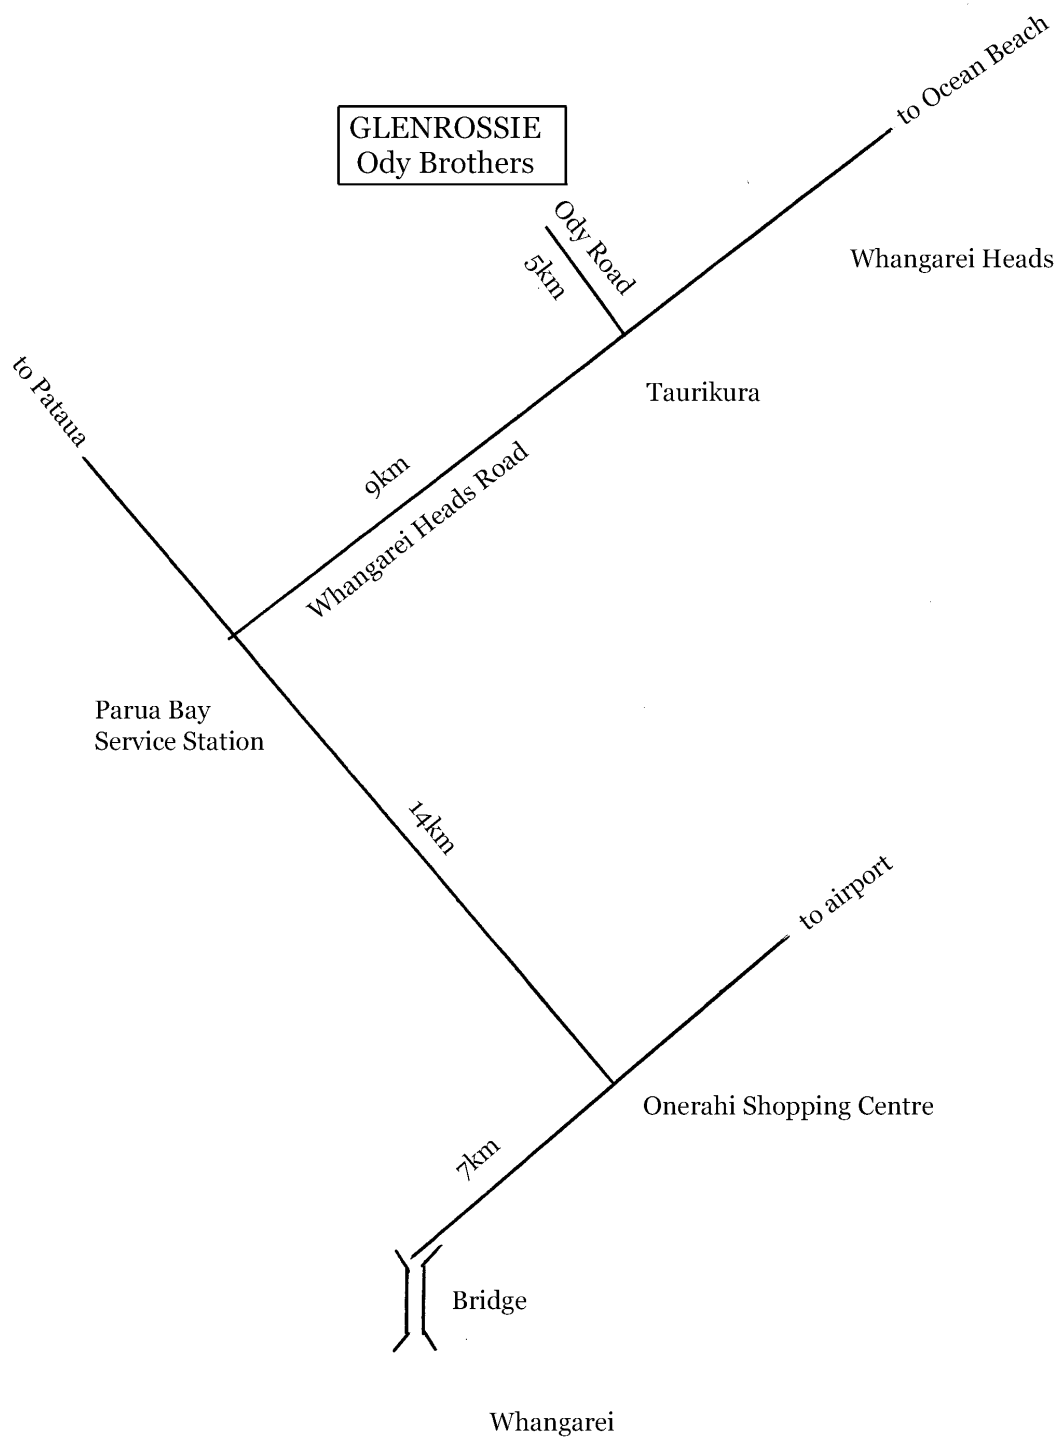 to Ocean Beach
GLENROSSIE
Ody Brothers
Ody Road
5km
Whangarei Heads
to Pataua
Taurikura
9km
Whangarei Heads Road
Parua Bay
Service Station
14km
to airport
Onerahi Shopping Centre
7km
Bridge
Whangarei